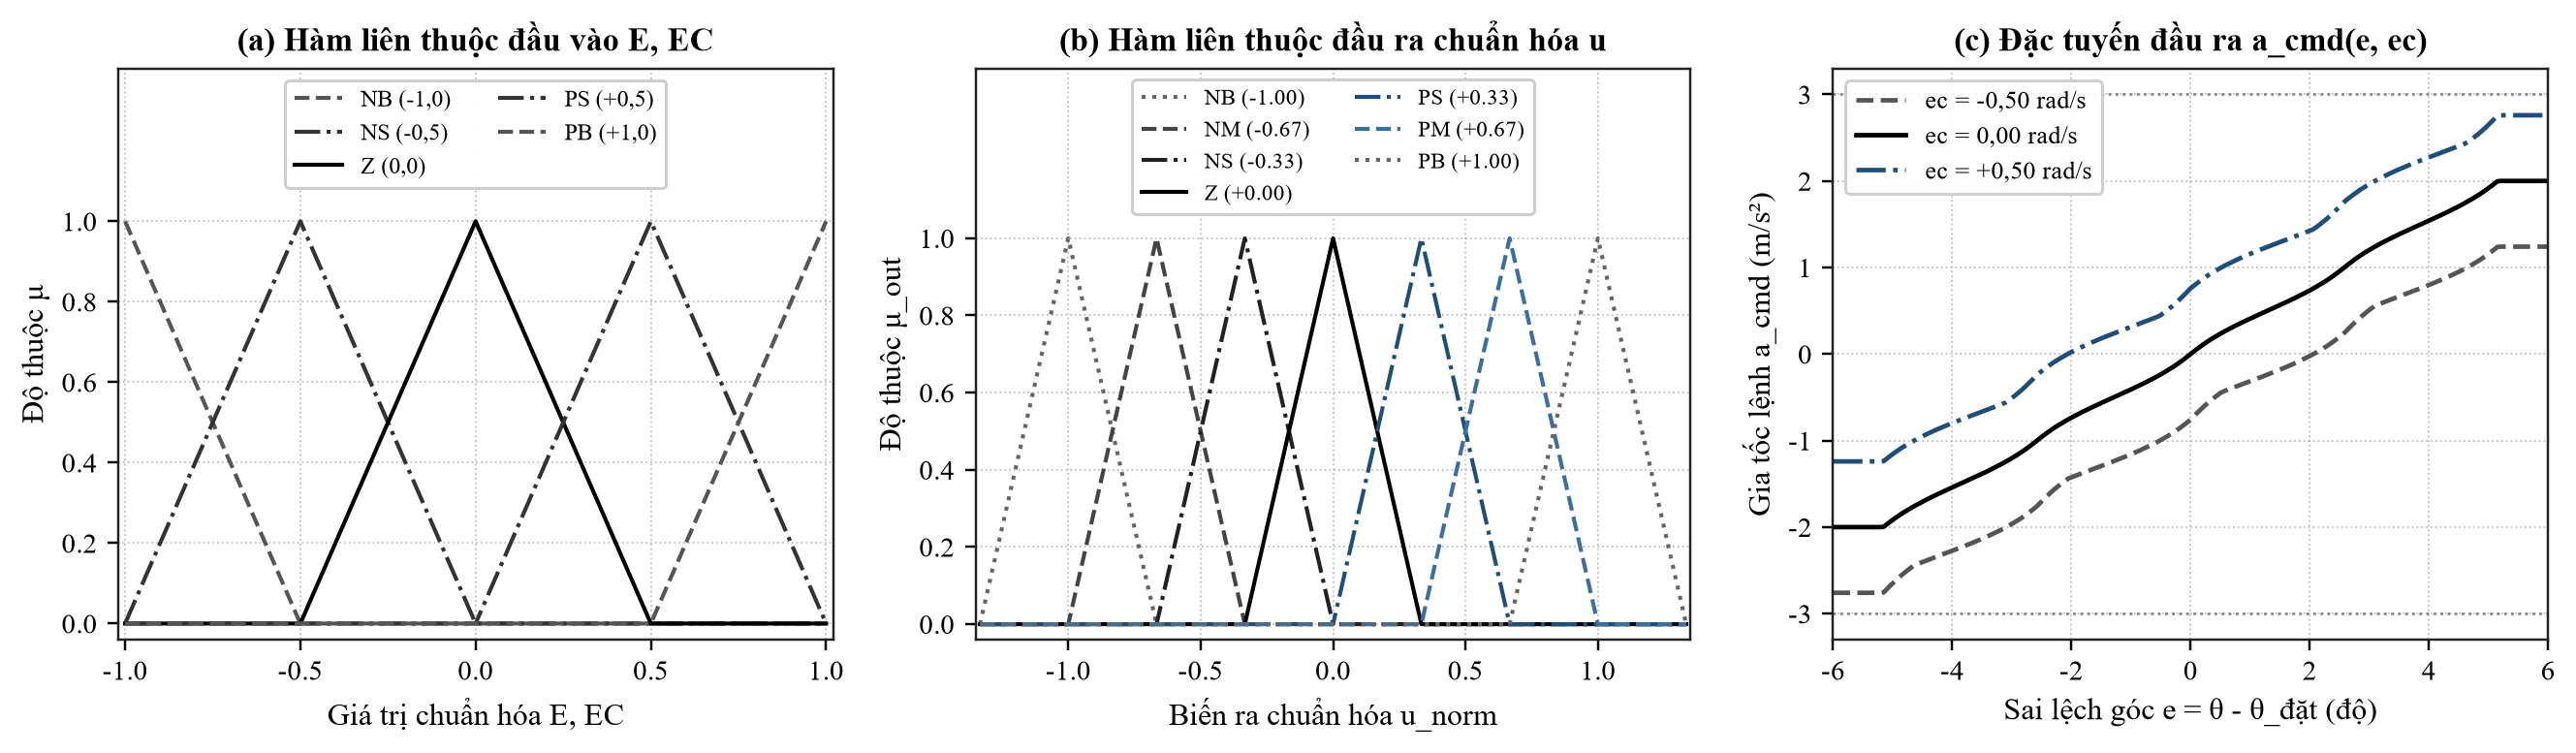 (a) Hàm liên thuộc đầu vào E, EC
NB (-1,0)
NS (-0,5)
Z (0,0)
PS (+0,5)
PB (+1,0)
Độ thuộc μ
1.0
0.8
0.6
0.4
0.2
0.0
-1.0
-0.5
0.0
0.5
1.0
Giá trị chuẩn hóa E, EC
(b) Hàm liên thuộc đầu ra chuẩn hóa u
NB (-1.00)
NM (-0.67)
NS (-0.33)
Z (+0.00)
PS (+0.33)
PM (+0.67)
PB (+1.00)
Độ thuộc μ_out
1.0
0.8
0.6
0.4
0.2
0.0
-1.0
-0.5
0.0
0.5
1.0
Biến ra chuẩn hóa u_norm
(c) Đặc tuyến đầu ra a_cmd(e, ec)
ec = -0,50 rad/s
ec = 0,00 rad/s
ec = +0,50 rad/s
Gia tốc lệnh a_cmd (m/s²)
3
2
1
0
-1
-2
-3
-6
-4
-2
0
2
4
6
Sai lệch góc e = θ - θ_đặt (độ)